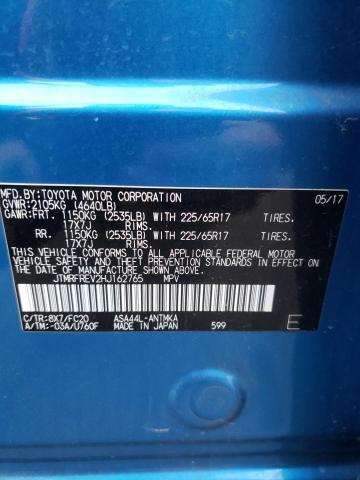 MFD.BY:TOYOTA MOTOR CORPORATION 05/17
GVWR:2105KG (4640LB)
GAWR:FRT. 1150KG (2535LB) WITH 225/65R17 TIRES.
17X7J RIMS.
RR. 1150KG (2535LB) WITH 225/65R17 TIRES.
17X7J RIMS.
THIS VEHICLE CONFORMS TO ALL APPLICABLE FEDERAL MOTOR
VEHICLE SAFETY AND THEFT PREVENTION STANDARDS IN EFFECT
ON THE DATE OF MANUFACTURE SHOWN ABOVE.
JTMRFREV2HJ162765 MPV
C/TR:8X7/FC20 ASA44L-ANTMKA
A/TM:-03A/U760F MADE IN JAPAN 599 E